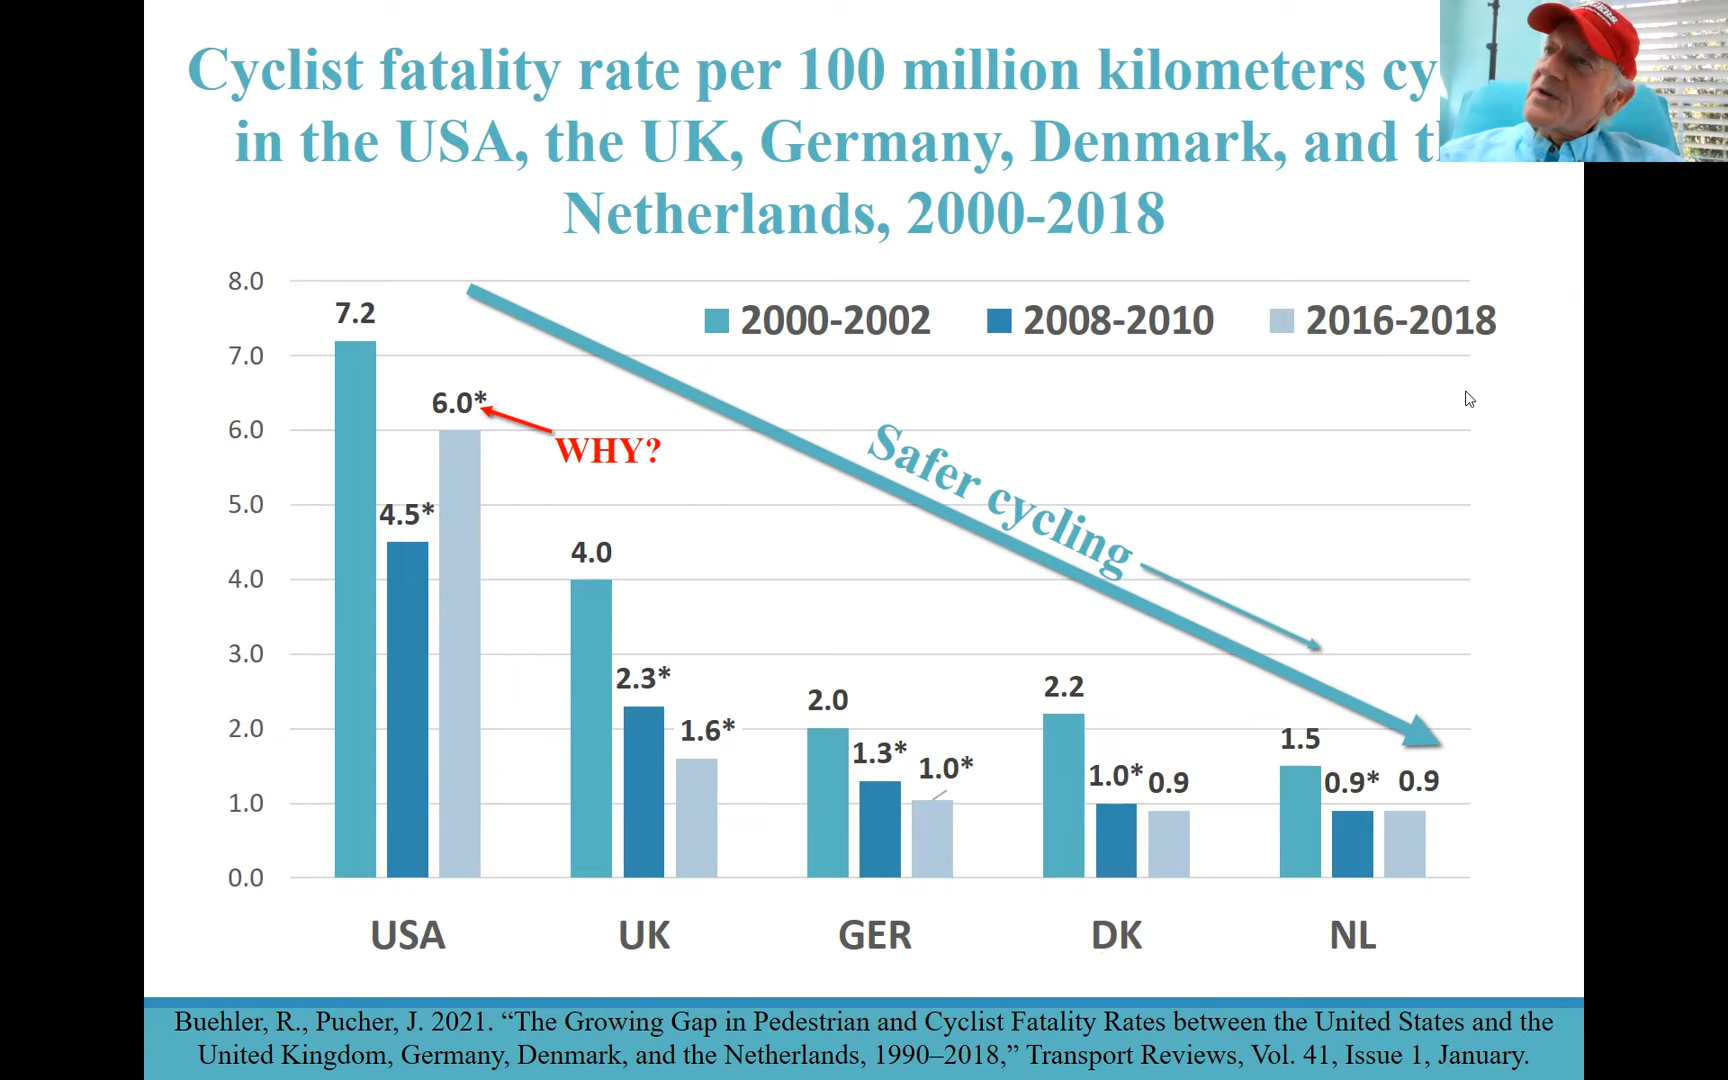 Cyclist fatality rate per 100 million kilometers
in the USA, the UK, Germany, Denmark, and
Netherlands, 2000-2018
8.0
7.0
6.0
5.0
4.0
3.0
2.0
1.0
0.0
2000-2002
2008-2010
2016-2018
7.2
4.5*
6.0*
WHY?
4.0
2.3*
1.6*
2.0
1.3*
1.0*
2.2
1.0*
0.9
1.5
0.9*
0.9
Safer cycling
USA
UK
GER
DK
NL
Buehler, R., Pucher, J. 2021. “The Growing Gap in Pedestrian and Cyclist Fatality Rates between the United States and the
United Kingdom, Germany, Denmark, and the Netherlands, 1990–2018,” Transport Reviews, Vol. 41, Issue 1, January.